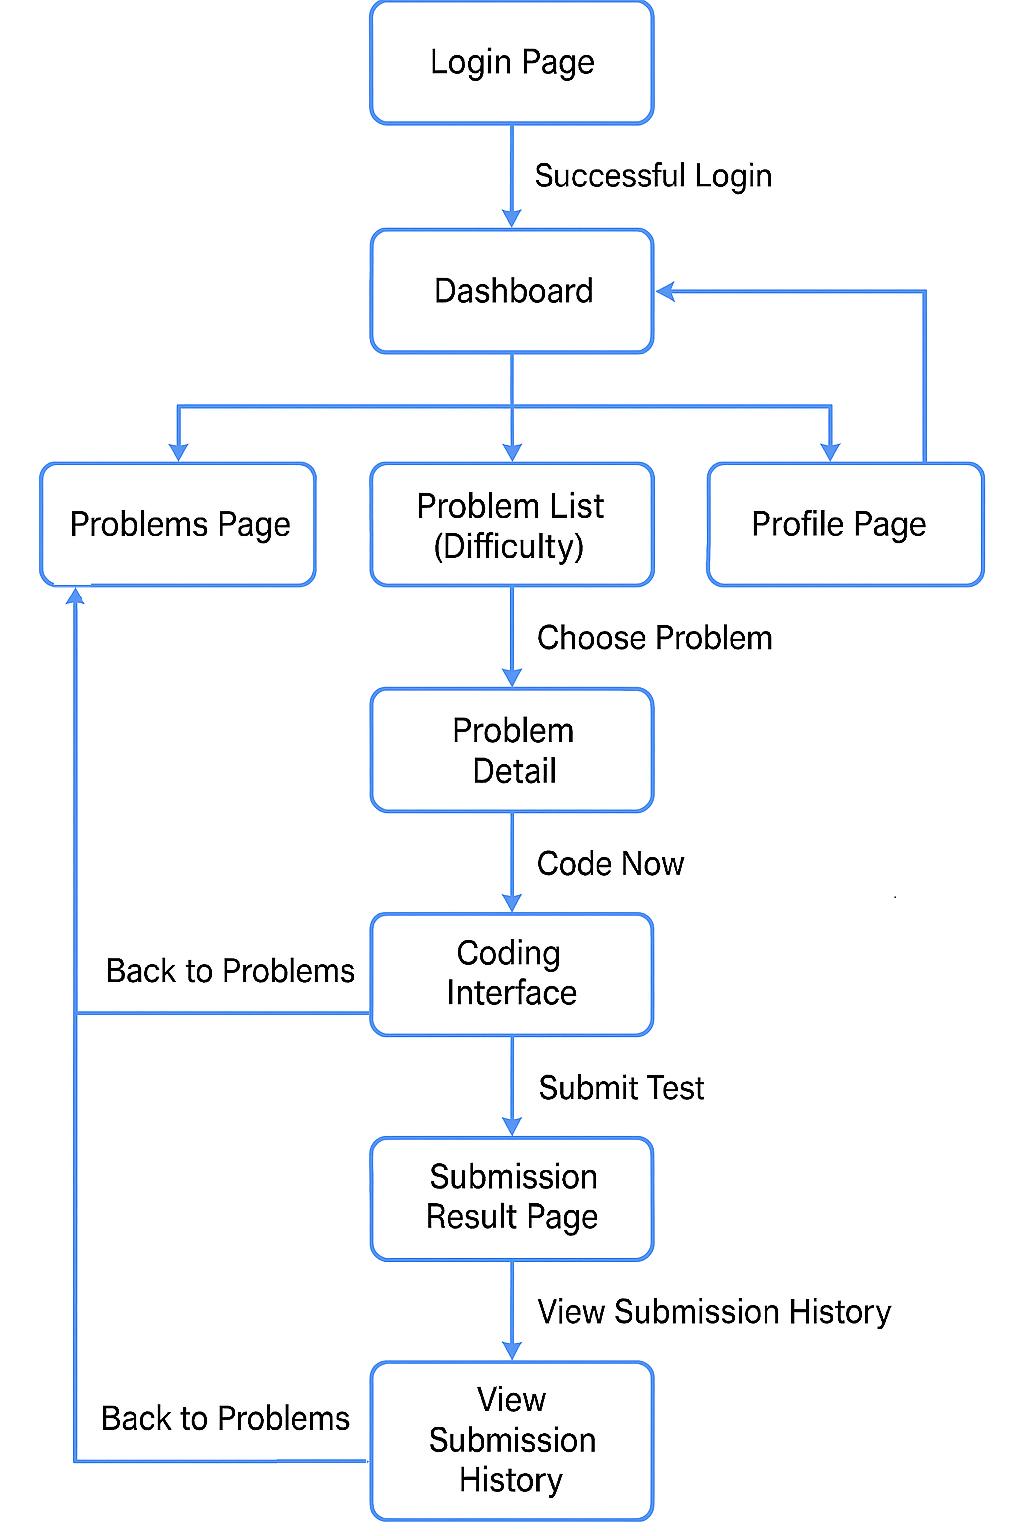 Login Page
Successful Login
Dashboard
Problems Page
Problem List
(Difficulty)
Profile Page
Choose Problem
Problem
Detail
Code Now
Coding
Interface
Back to Problems
Submit Test
Submission
Result Page
View Submission History
View
Submission
History
Back to Problems